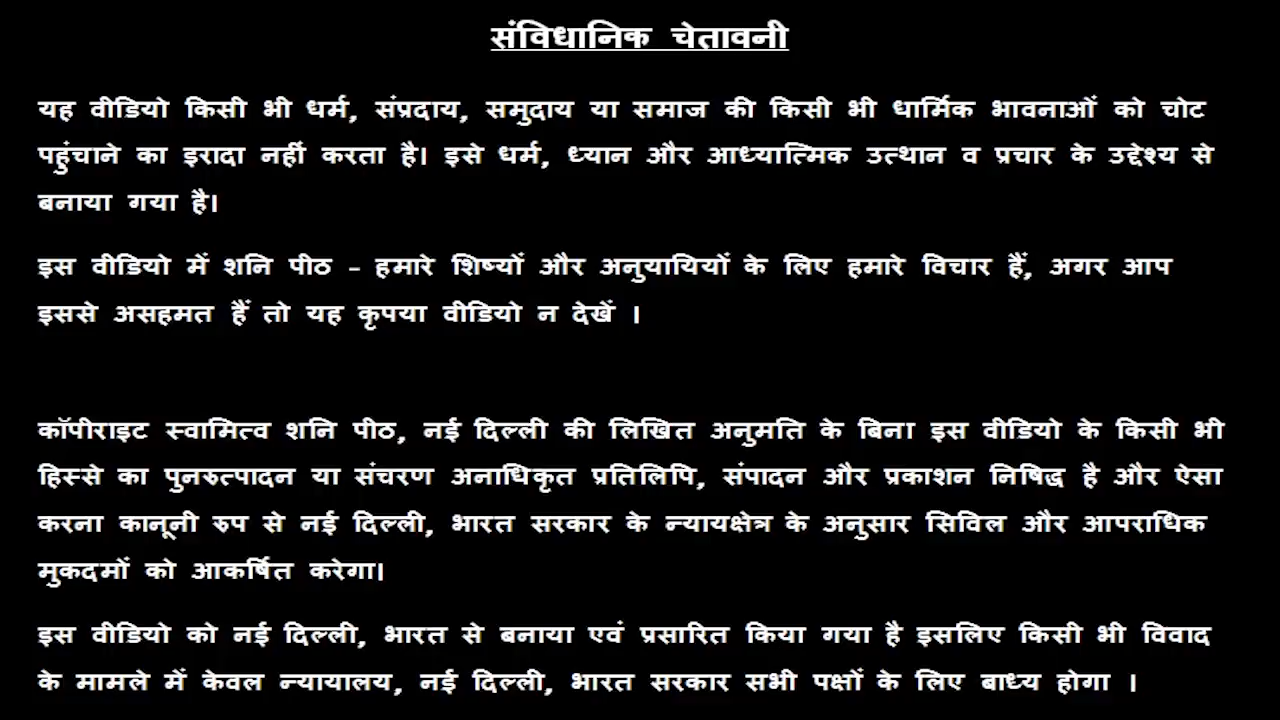 संविधानिक चेतावनी
यह वीडियो किसी भी धर्म, संप्रदाय, समुदाय या समाज की किसी भी धार्मिक भावनाओं को चोट
पहुंचाने का इरादा नहीं करता है। इसे धर्म, ध्यान और आध्यात्मिक उत्थान व प्रचार के उद्देश्य से
बनाया गया है।
इस वीडियो में शनि पीठ – हमारे शिष्यों और अनुयायियों के लिए हमारे विचार हैं, अगर आप
इससे असहमत हैं तो यह कृपया वीडियो न देखें ।
कॉपीराइट स्वामित्व शनि पीठ, नई दिल्ली की लिखित अनुमति के बिना इस वीडियो के किसी भी
हिस्से का पुनरुत्पादन या संचरण अनाधिकृत प्रतिलिपि, संपादन और प्रकाशन निषिद्ध है और ऐसा
करना कानूनी रुप से नई दिल्ली, भारत सरकार के न्यायक्षेत्र के अनुसार सिविल और आपराधिक
मुकदमों को आकर्षित करेगा।
इस वीडियो को नई दिल्ली, भारत से बनाया एवं प्रसारित किया गया है इसलिए किसी भी विवाद
के मामले में केवल न्यायालय, नई दिल्ली, भारत सरकार सभी पक्षों के लिए बाध्य होगा ।